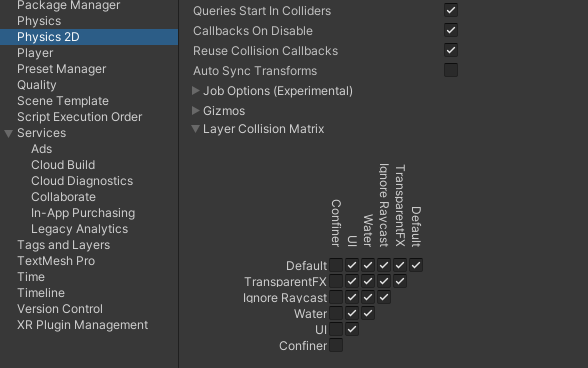 Package Manager
Physics
Physics 2D
Player
Preset Manager
Quality
Scene Template
Script Execution Order
Services
Ads
Cloud Build
Cloud Diagnostics
Collaborate
In-App Purchasing
Legacy Analytics
Tags and Layers
TextMesh Pro
Time
Timeline
Version Control
XR Plugin Management
Queries Start In Colliders
Callbacks On Disable
Reuse Collision Callbacks
Auto Sync Transforms
Job Options (Experimental)
Gizmos
Layer Collision Matrix
Confiner
UI
Water
Ignore Raycast
TransparentFX
Default
Default
TransparentFX
Ignore Raycast
Water
UI
Confiner